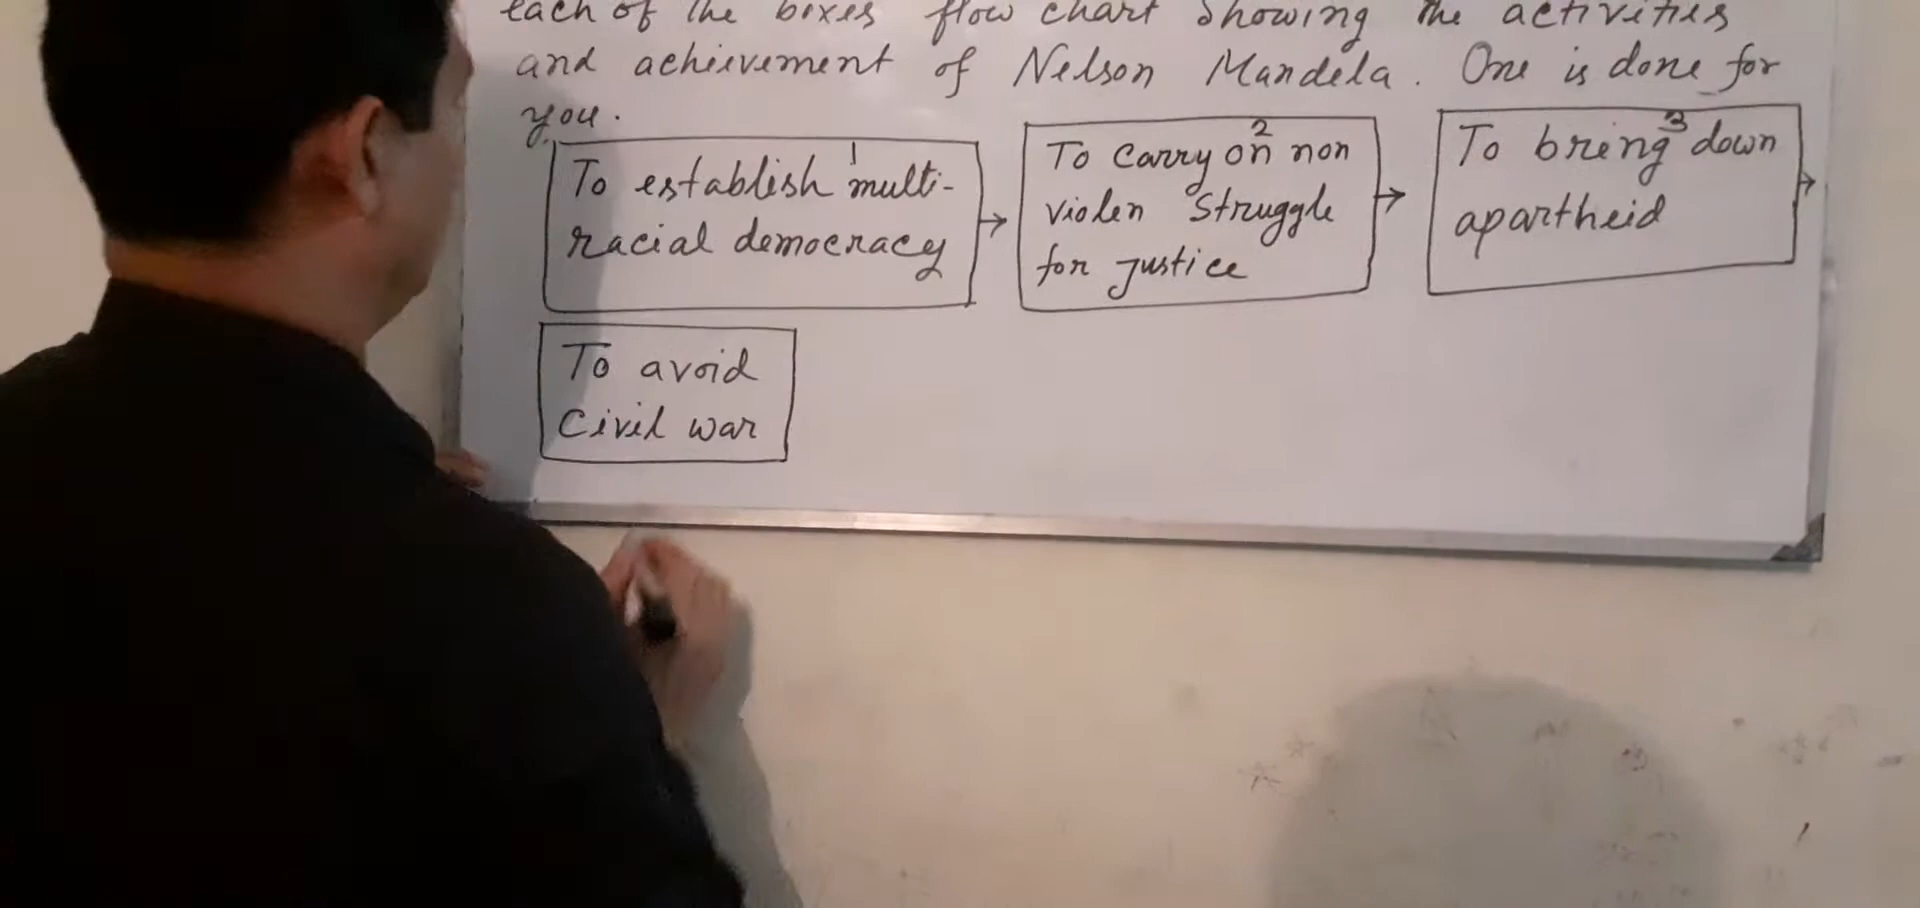 each of the boxes flow chart showing the activities
and achievement of Nelson Mandela. One is done for
you.
1
To establish multi-
racial democracy
→
2
To carry on non
violen struggle
for justice
→
3
To bring down
apartheid
→
To avoid
Civil war